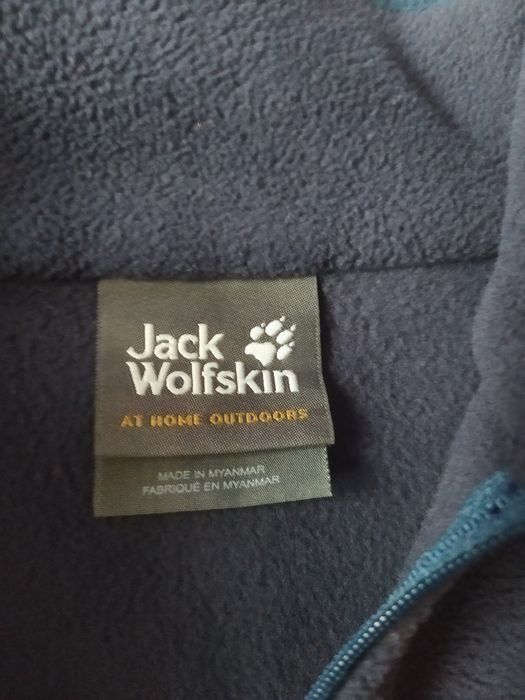 Jack
Wolfskin
AT HOME OUTDOORS
MADE IN MYANMAR
FABRIQUÉ EN MYANMAR